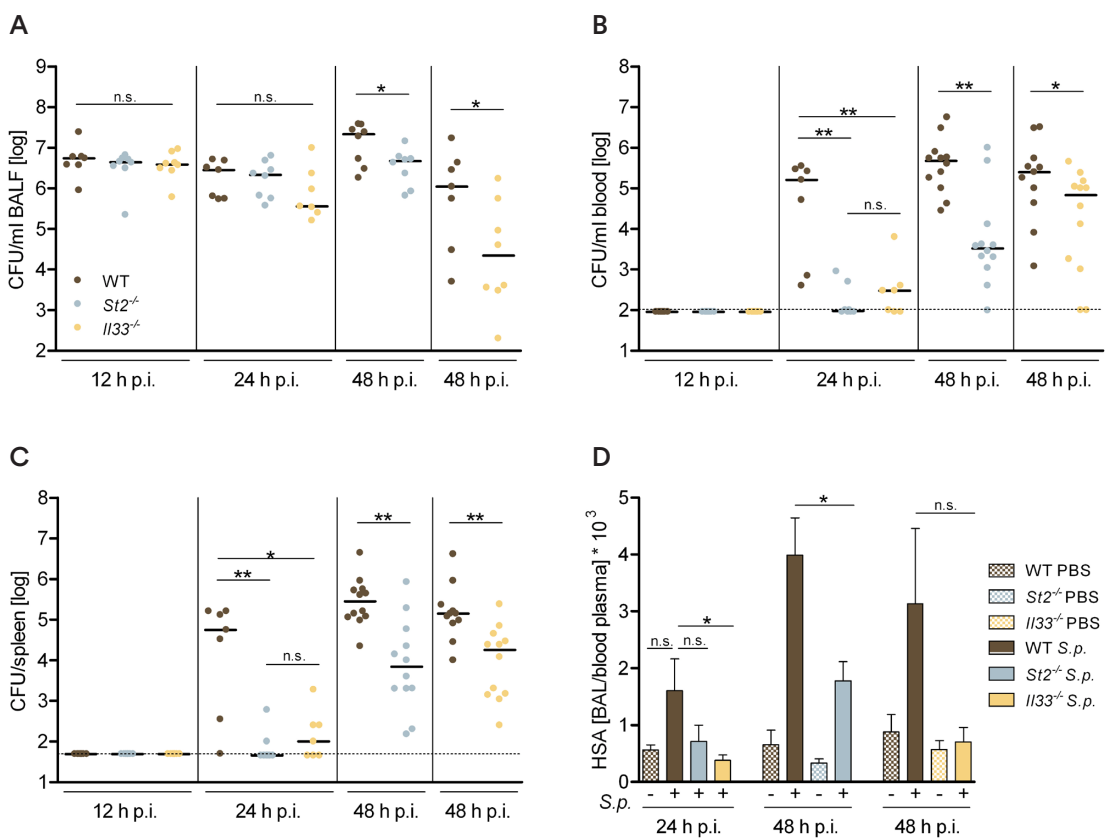 A
CFU/ml BALF [log]
9
8
7
6
5
4
3
2
n.s.
n.s.
*
*
WT
St2-/-
Il33-/-
12 h p.i.
24 h p.i.
48 h p.i.
48 h p.i.
B
CFU/ml blood [log]
8
7
6
5
4
3
2
1
**
**
n.s.
**
*
12 h p.i.
24 h p.i.
48 h p.i.
48 h p.i.
C
CFU/spleen [log]
8
7
6
5
4
3
2
1
*
**
n.s.
**
**
12 h p.i.
24 h p.i.
48 h p.i.
48 h p.i.
D
HSA [BAL/blood plasma] * 10 3
5
4
3
2
1
0
*
n.s.
*
n.s.
n.s.
WT PBS
St2-/- PBS
Il33-/- PBS
WT S.p.
St2-/- S.p.
Il33-/- S.p.
S.p. - + + + - + - + - + - +
24 h p.i.
48 h p.i.
48 h p.i.